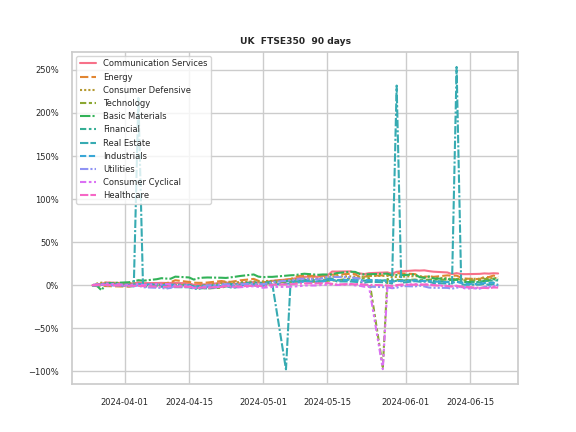 UK FTSE350 90 days
250%
200%
150%
100%
50%
0%
−50%
−100%
Communication Services
Energy
Consumer Defensive
Technology
Basic Materials
Financial
Real Estate
Industrials
Utilities
Consumer Cyclical
Healthcare
2024-04-01
2024-04-15
2024-05-01
2024-05-15
2024-06-01
2024-06-15